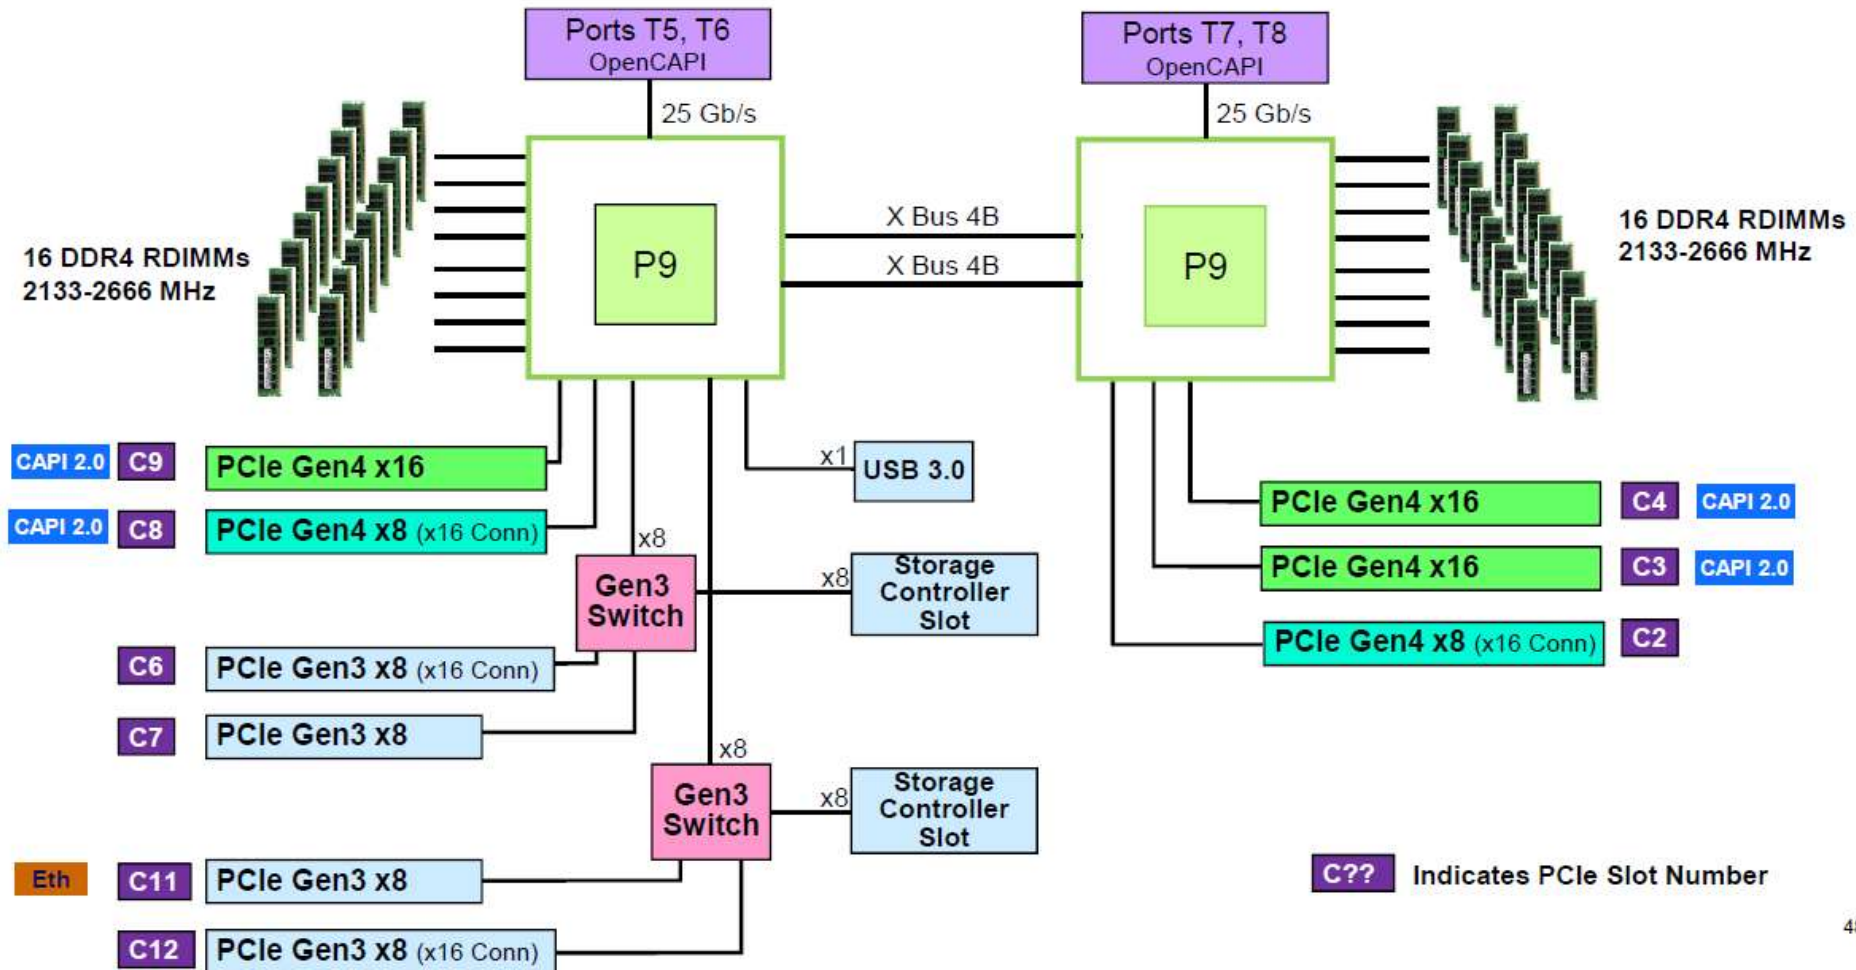 Ports T5, T6
OpenCAPI
25 Gb/s
Ports T7, T8
OpenCAPI
25 Gb/s
16 DDR4 RDIMMs
2133-2666 MHz
P9
X Bus 4B
X Bus 4B
P9
16 DDR4 RDIMMs
2133-2666 MHz
CAPI 2.0 C9 PCIe Gen4 x16
CAPI 2.0 C8 PCIe Gen4 x8 (x16 Conn)
x1 USB 3.0
x8
Gen3
Switch
x8
Storage
Controller
Slot
C6 PCIe Gen3 x8 (x16 Conn)
C7 PCIe Gen3 x8
x8
Gen3
Switch
x8
Storage
Controller
Slot
Eth C11 PCIe Gen3 x8
C12 PCIe Gen3 x8 (x16 Conn)
PCIe Gen4 x16 C4 CAPI 2.0
PCIe Gen4 x16 C3 CAPI 2.0
PCIe Gen4 x8 (x16 Conn) C2
C?? Indicates PCIe Slot Number